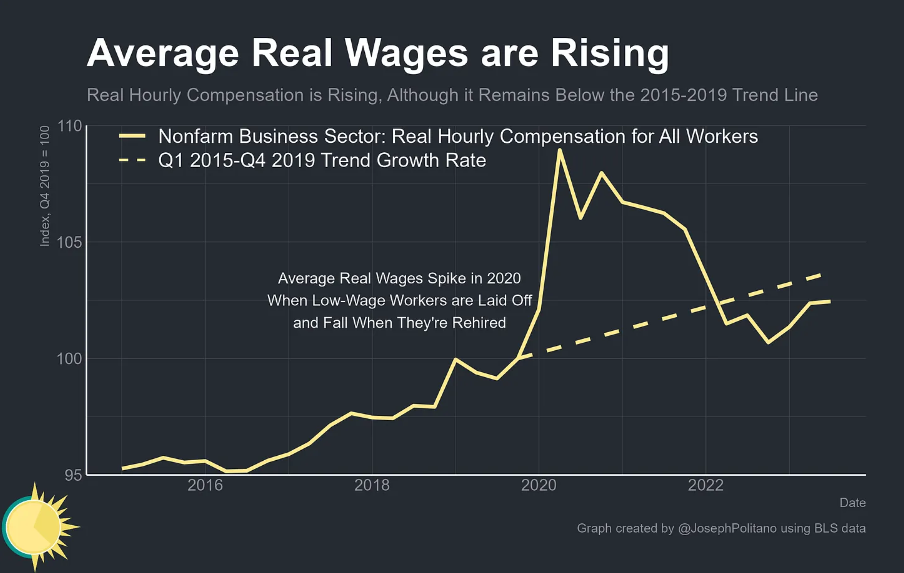 Average Real Wages are Rising
Real Hourly Compensation is Rising, Although it Remains Below the 2015-2019 Trend Line
Index, Q4 2019 = 100
110
105
100
95
Nonfarm Business Sector: Real Hourly Compensation for All Workers
Q1 2015-Q4 2019 Trend Growth Rate
Average Real Wages Spike in 2020
When Low-Wage Workers are Laid Off
and Fall When They're Rehired
2016 2018 2020 2022
Date
Graph created by @JosephPolitano using BLS data